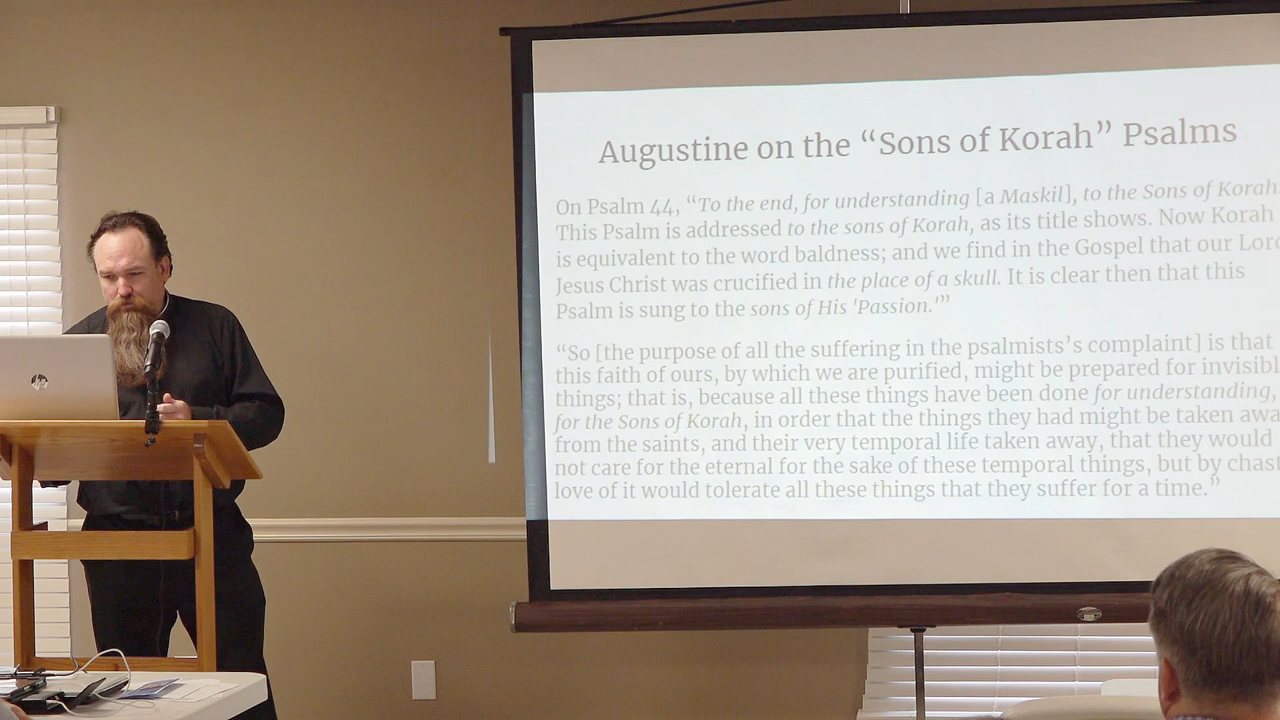 Augustine on the “Sons of Korah” Psalms
On Psalm 44, “To the end, for understanding [a Maskil], to the Sons of Korah
This Psalm is addressed to the sons of Korah, as its title shows. Now Korah
is equivalent to the word baldness; and we find in the Gospel that our Lord
Jesus Christ was crucified in the place of a skull. It is clear then that this
Psalm is sung to the sons of His 'Passion.'”
“So [the purpose of all the suffering in the psalmists’s complaint] is that
this faith of ours, by which we are purified, might be prepared for invisibl
things; that is, because all these things have been done for understanding,
for the Sons of Korah, in order that the things they had might be taken awa
from the saints, and their very temporal life taken away, that they would
not care for the eternal for the sake of these temporal things, but by chast
love of it would tolerate all these things that they suffer for a time.”
hp